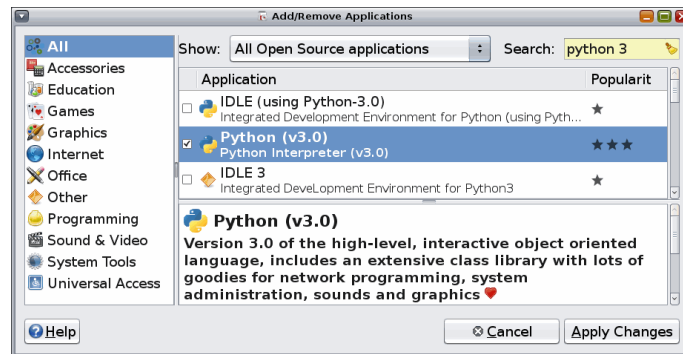 Add/Remove Applications
All
Accessories
Education
Games
Graphics
Internet
Office
Other
Programming
Sound & Video
System Tools
Universal Access
Show: All Open Source applications Search: python 3
Application Popularit
IDLE (using Python-3.0)
Integrated Development Environment for Python (using Pyth...
Python (v3.0)
Python Interpreter (v3.0)
IDLE 3
Integrated DeveLopment Environment for Python3
Python (v3.0)
Version 3.0 of the high-level, interactive object oriented
language, includes an extensive class library with lots of
goodies for network programming, system
administration, sounds and graphics
Help Cancel Apply Changes